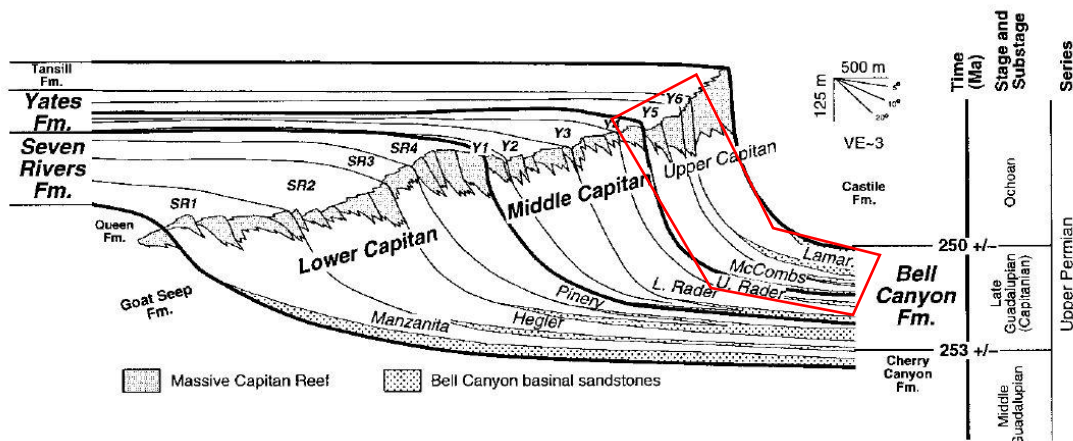 Tansill
Fm.
Yates
Fm.
Seven
Rivers
Fm.
Queen
Fm.
Goat Seep
Fm.
SR1
SR2
SR3
SR4
Y1
Y2
Y3
Y5
Y6
Lower Capitan
Middle Capitan
Upper Capitan
Manzanita
Hegler
Pinery
L. Rader
U. Rader
McCombs
Lamar.
Castile
Fm.
Bell
Canyon
Fm.
Cherry
Canyon
Fm.
500 m
125 m
5°
10°
20°
VE~3
Time
(Ma)
Stage and
Substage
Series
250 +/–
253 +/–
Ochoan
Late
Guadalupian
(Capitanian)
Middle
Guadalupian
Upper Permian
Massive Capitan Reef
Bell Canyon basinal sandstones